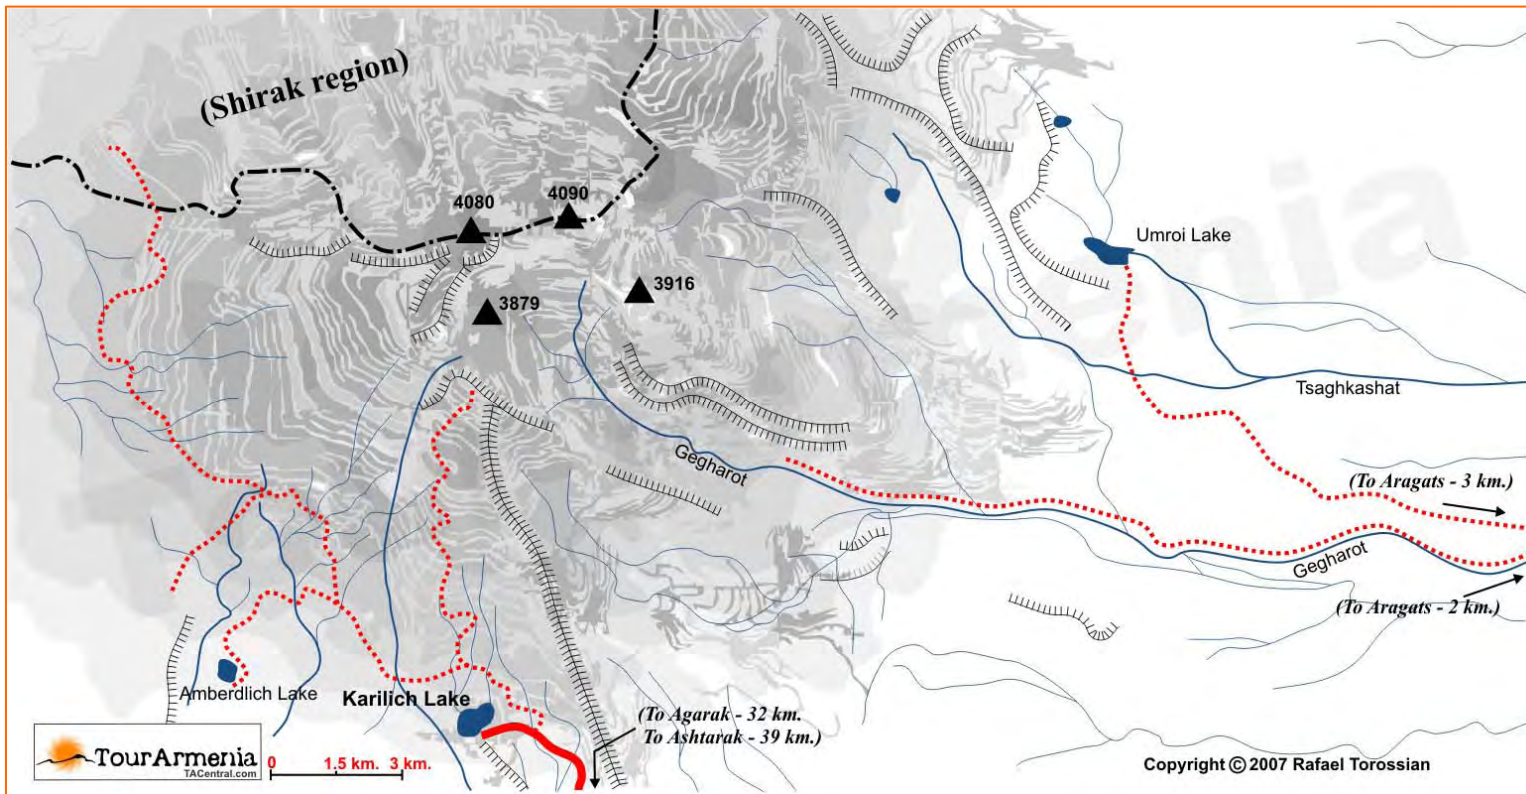 (Shirak region)
4080
4090
3916
3879
Umroi Lake
Tsaghkashat
Gegharot
(To Aragats - 3 km.)
Gegharot
(To Aragats - 2 km.)
Amberdlich Lake
Karilich Lake
(To Agarak - 32 km.
To Ashtarak - 39 km.)
TourArmenia
TACentral.com
0 1.5 km. 3 km.
Copyright © 2007 Rafael Torossian